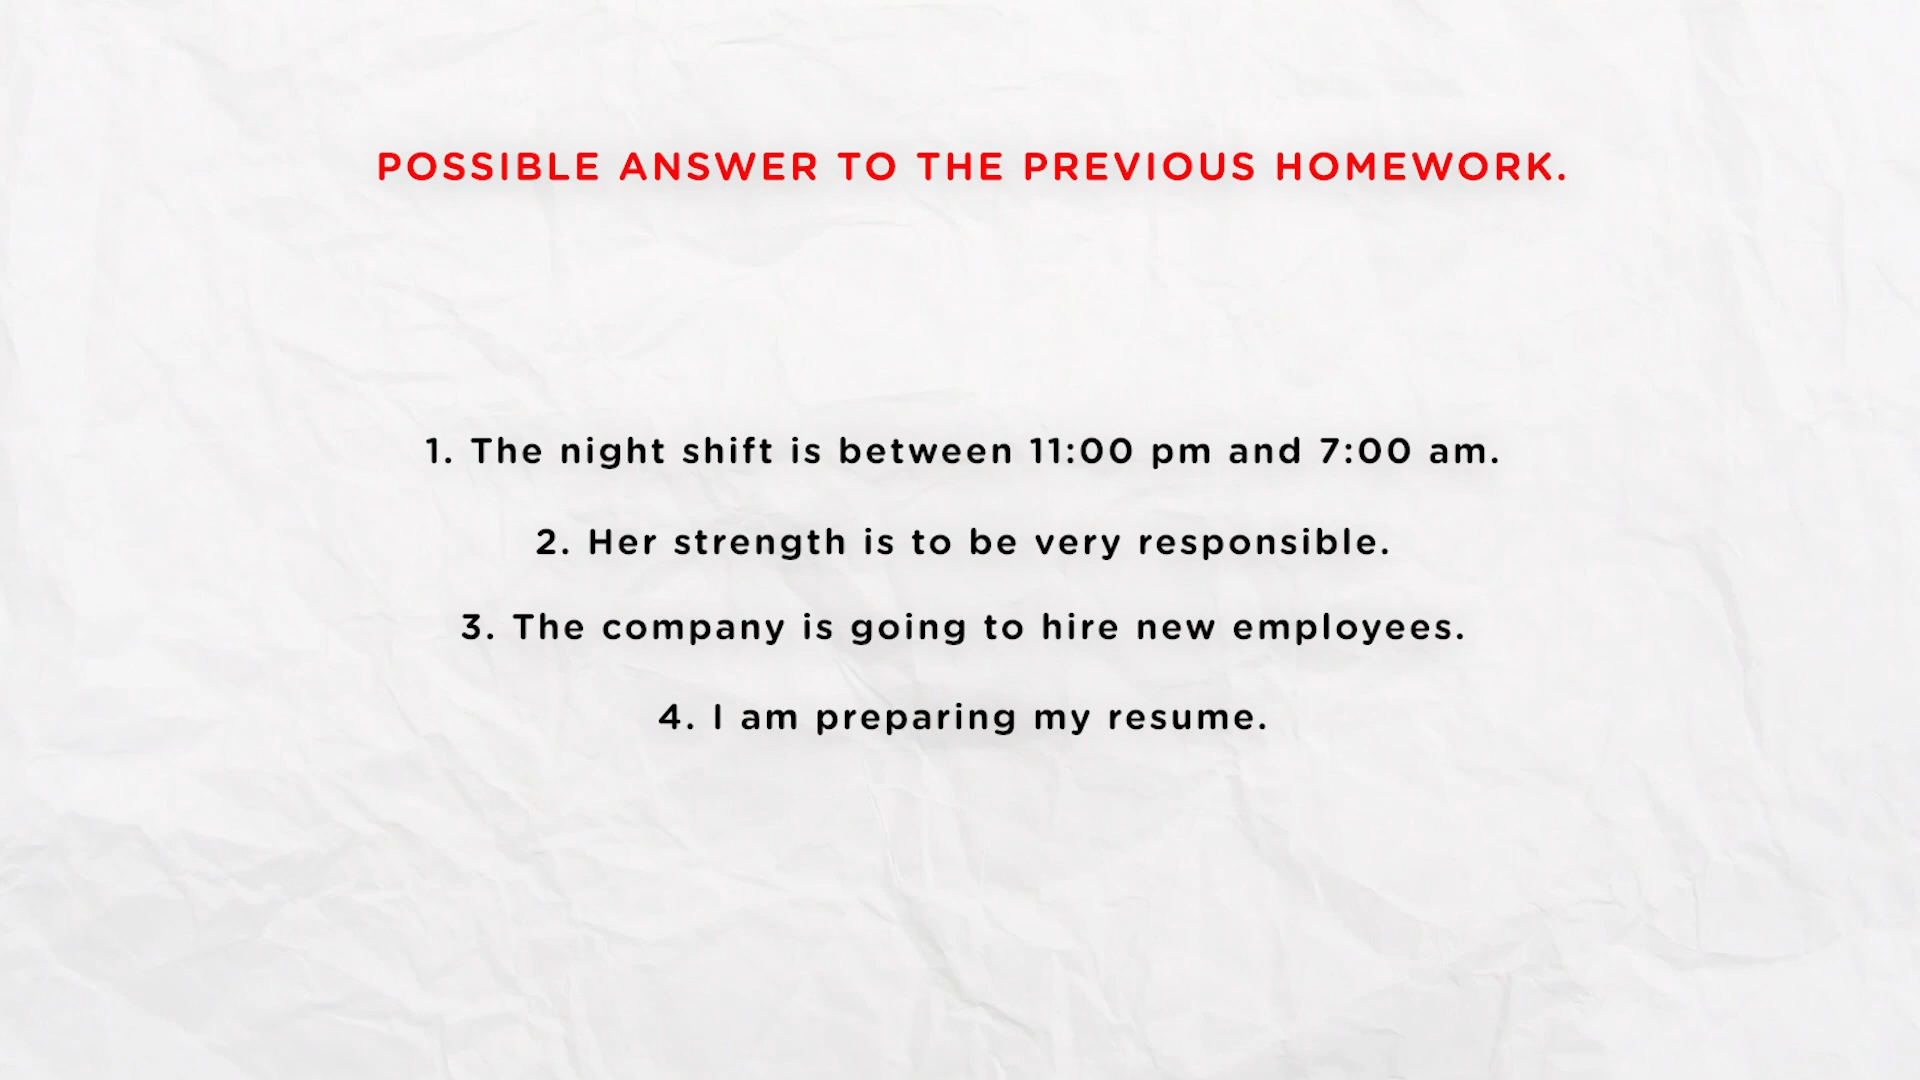 POSSIBLE ANSWER TO THE PREVIOUS HOMEWORK.
1. The night shift is between 11:00 pm and 7:00 am.
2. Her strength is to be very responsible.
3. The company is going to hire new employees.
4. I am preparing my resume.